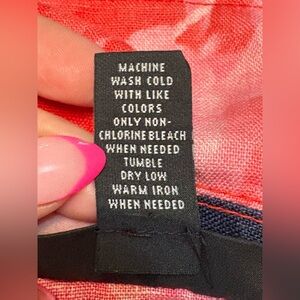 MACHINE
WASH COLD
WITH LIKE
COLORS
ONLY NON-
CHLORINE BLEACH
WHEN NEEDED
TUMBLE
DRY LOW
WARM IRON
WHEN NEEDED